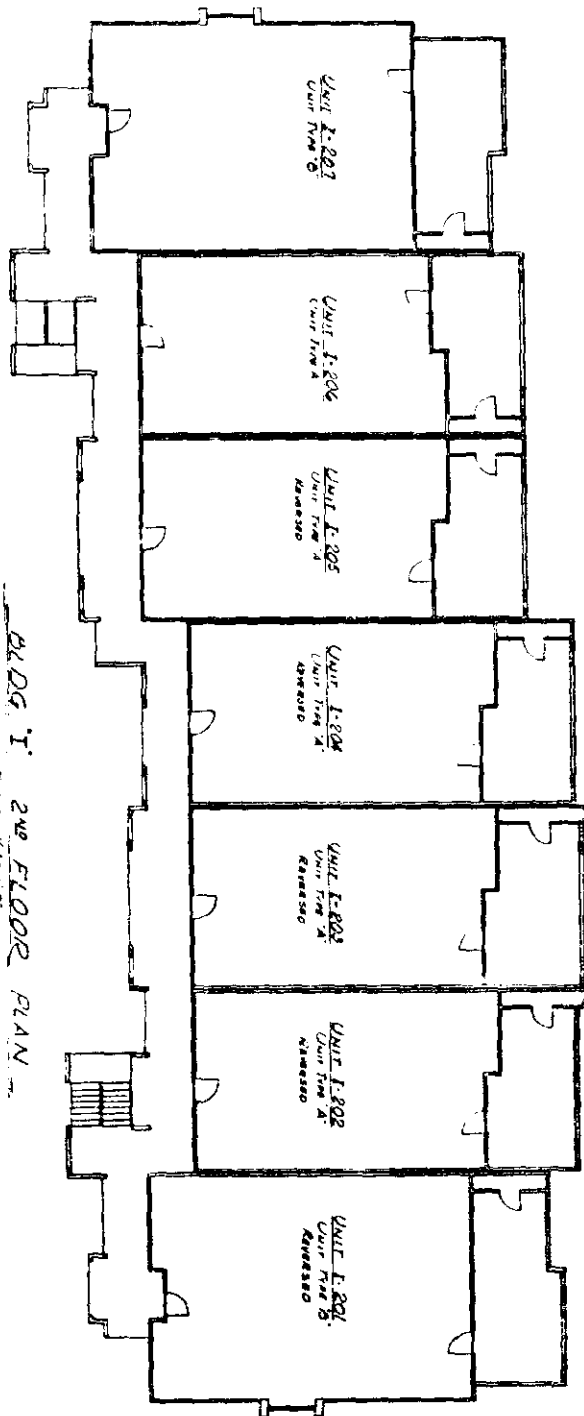 UNIT I-207
UNIT TYPE 'B'
UNIT I-206
UNIT TYPE A
UNIT I-205
UNIT TYPE 'A'
REVERSED
UNIT I-204
UNIT TYPE 'A'
REVERSED
UNIT I-203
UNIT TYPE 'A'
REVERSED
UNIT I-202
UNIT TYPE 'A'
REVERSED
UNIT I-201
UNIT TYPE 'B'
REVERSED
BLDG 'I' 2ND FLOOR PLAN